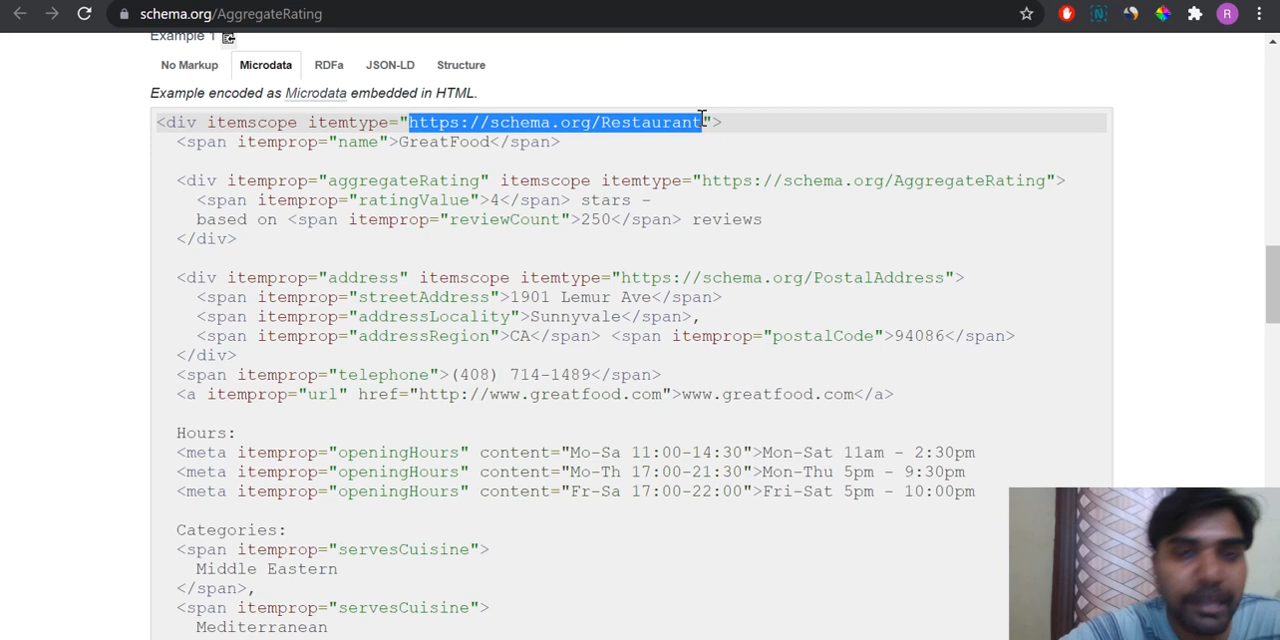 schema.org/AggregateRating
R
Example 1
No Markup Microdata RDFa JSON-LD Structure
Example encoded as Microdata embedded in HTML.
<div itemscope itemtype="https://schema.org/Restaurant">
<span itemprop="name">GreatFood</span>
<div itemprop="aggregateRating" itemscope itemtype="https://schema.org/AggregateRating">
<span itemprop="ratingValue">4</span> stars -
based on <span itemprop="reviewCount">250</span> reviews
</div>
<div itemprop="address" itemscope itemtype="https://schema.org/PostalAddress">
<span itemprop="streetAddress">1901 Lemur Ave</span>
<span itemprop="addressLocality">Sunnyvale</span>,
<span itemprop="addressRegion">CA</span> <span itemprop="postalCode">94086</span>
</div>
<span itemprop="telephone">(408) 714-1489</span>
<a itemprop="url" href="http://www.greatfood.com">www.greatfood.com</a>
Hours:
<meta itemprop="openingHours" content="Mo-Sa 11:00-14:30">Mon-Sat 11am - 2:30pm
<meta itemprop="openingHours" content="Mo-Th 17:00-21:30">Mon-Thu 5pm - 9:30pm
<meta itemprop="openingHours" content="Fr-Sa 17:00-22:00">Fri-Sat 5pm - 10:00pm
Categories:
<span itemprop="servesCuisine">
Middle Eastern
</span>,
<span itemprop="servesCuisine">
Mediterranean